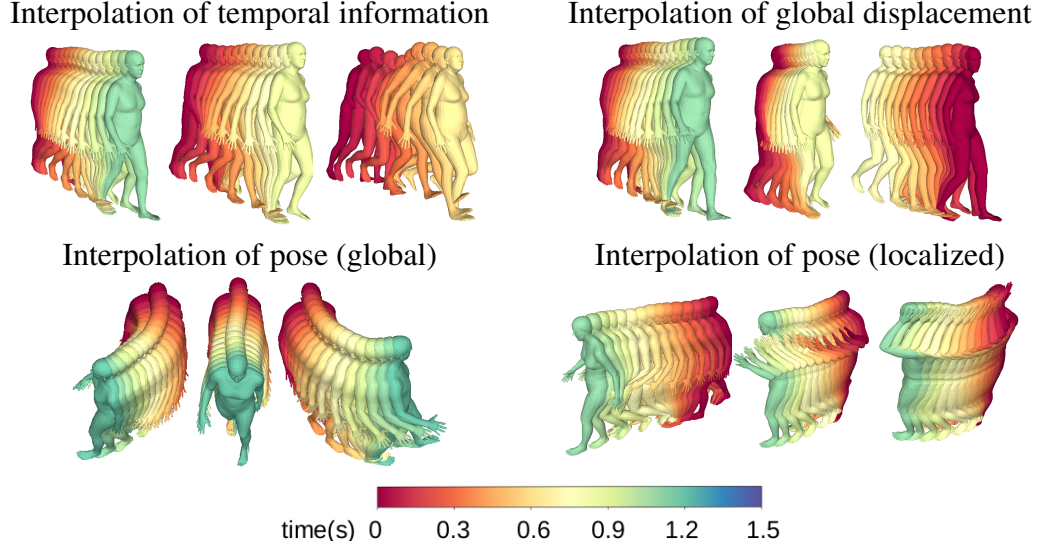 Interpolation of temporal information
Interpolation of global displacement
Interpolation of pose (global)
Interpolation of pose (localized)
time(s) 0 0.3 0.6 0.9 1.2 1.5